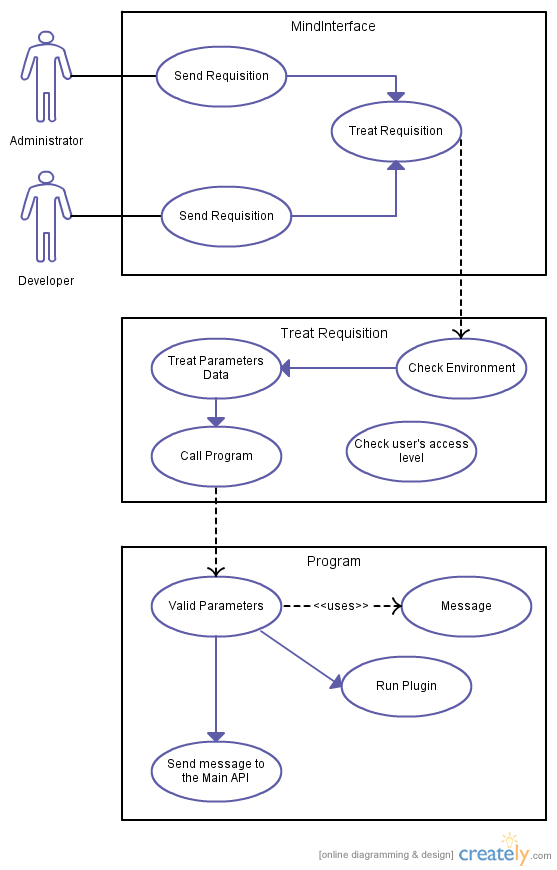 MindInterface
Send Requisition
Treat Requisition
Administrator
Send Requisition
Developer
Treat Requisition
Treat Parameters
Data
Check Environment
Call Program
Check user's access
level
Program
Valid Parameters
<<uses>>
Message
Run Plugin
Send message to
the Main API
[online diagramming & design] creately.com